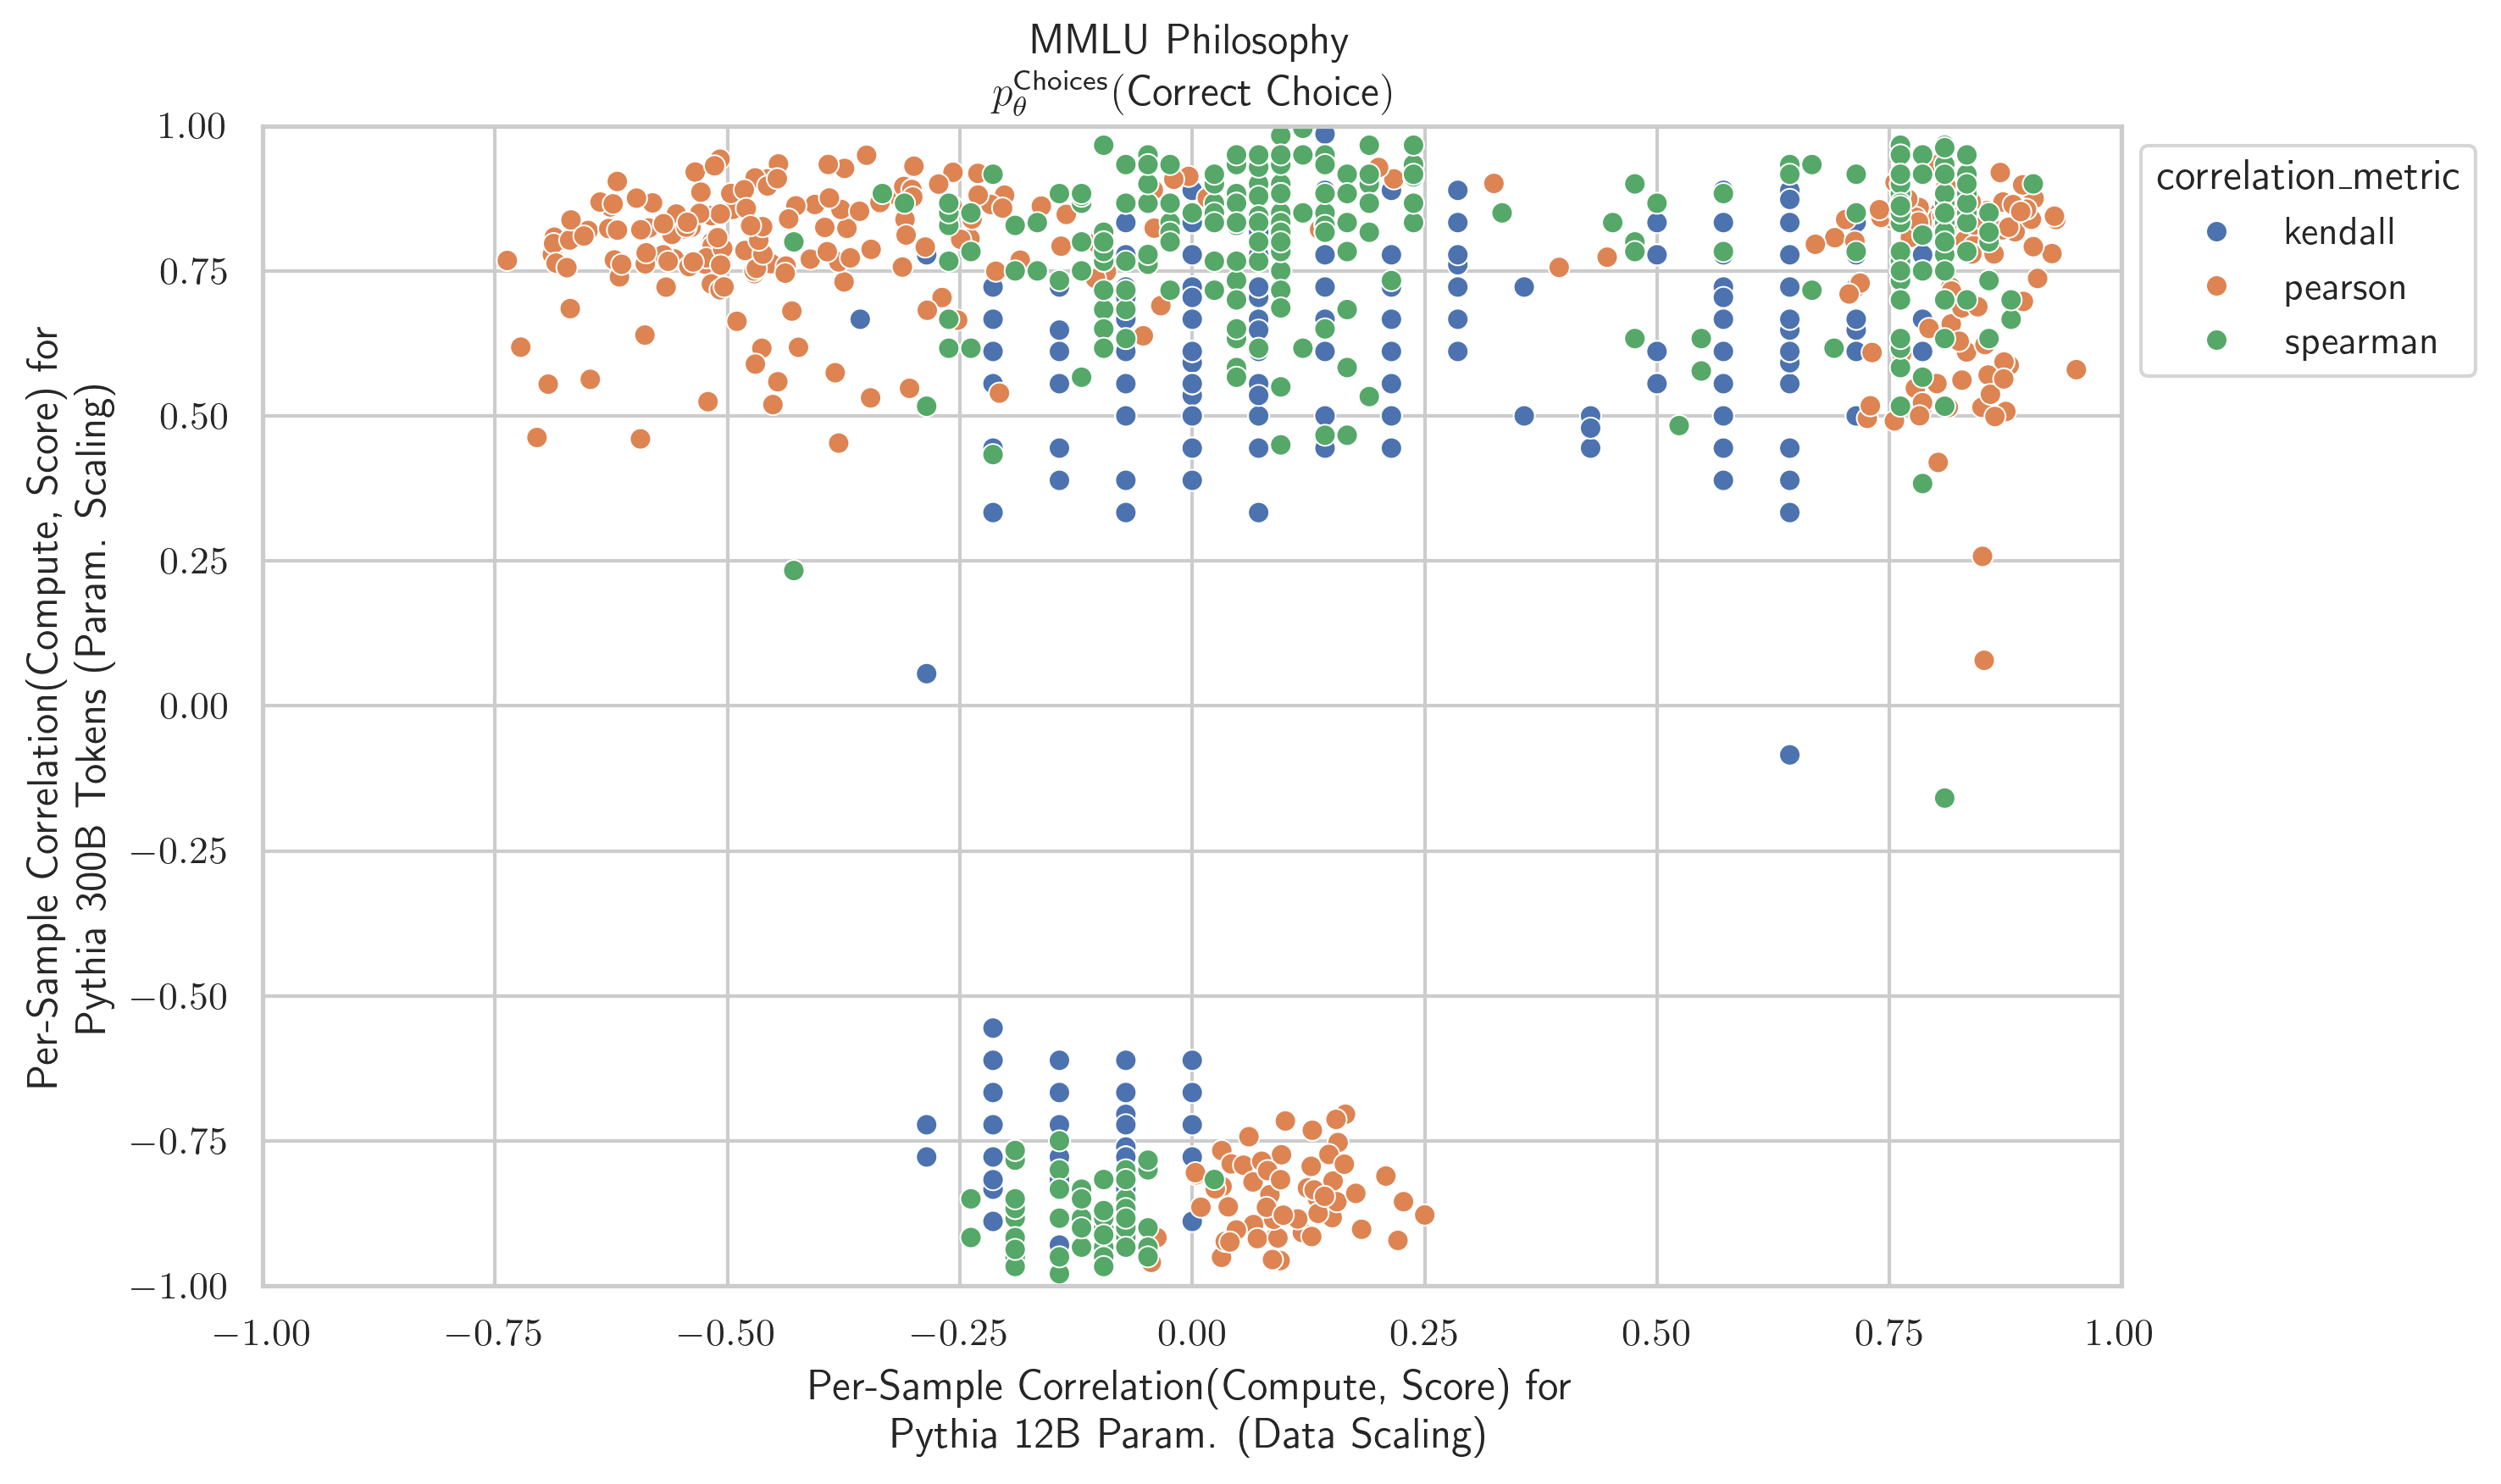 MMLU Philosophy
p_θ^Choices(Correct Choice)
1.00
0.75
0.50
0.25
0.00
−0.25
−0.50
−0.75
−1.00
Per-Sample Correlation(Compute, Score) for
Pythia 300B Tokens (Param. Scaling)
−1.00 −0.75 −0.50 −0.25 0.00 0.25 0.50 0.75 1.00
Per-Sample Correlation(Compute, Score) for
Pythia 12B Param. (Data Scaling)
correlation_metric
kendall
pearson
spearman